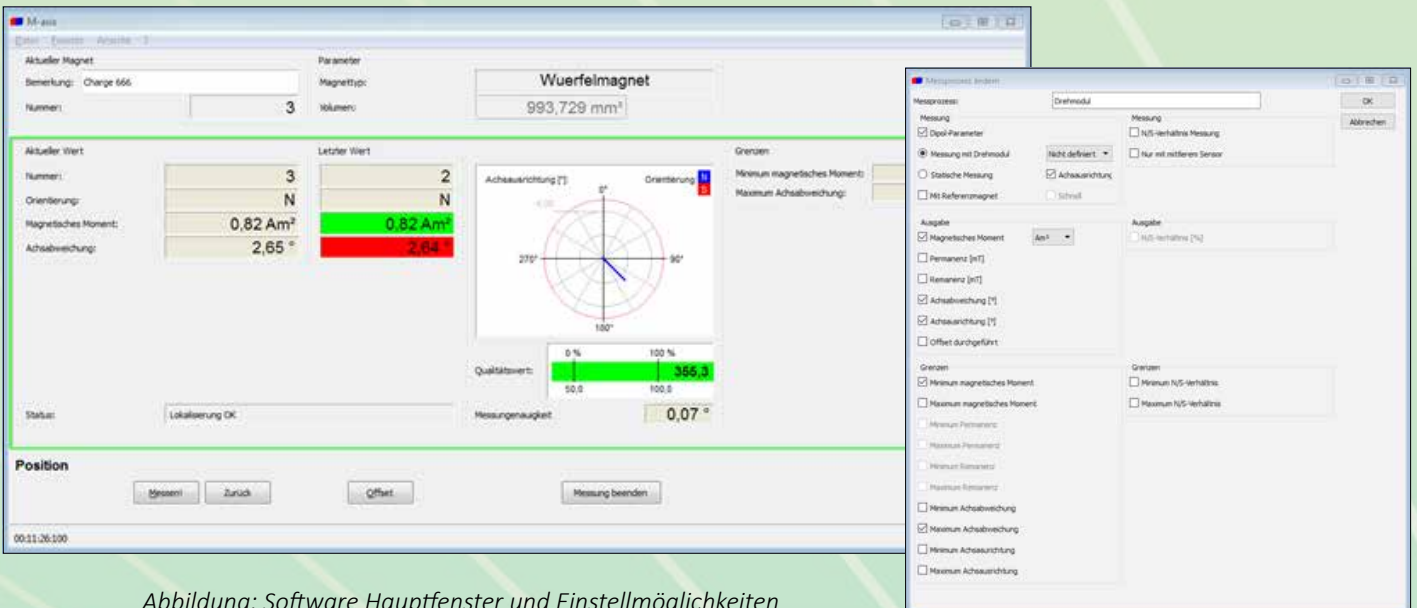 M-axis
Datei Fenster Ansicht ?
Aktueller Magnet
Bemerkung: Charge 666
Nummer: 3
Parameter
Magnettyp: Wuerfelmagnet
Volumen: 993,729 mm³
Aktueller Wert
Nummer: 3
Orientierung: N
Magnetisches Moment: 0,82 Am²
Achsabweichung: 2,65 °
Letzter Wert
2
N
0,82 Am²
2,64 °
Achsausrichtung [°]
Orientierung N
S
0°
270°
90°
180°
Qualitätswert: 0 % 100 %
355,3
50,0 100,0
Messungenauigkeit 0,07 °
Grenzen
Minimum magnetisches Moment:
Maximum Achsabweichung:
Status: Lokalisierung OK
Position
Messen!
Zurück
Offset
Messung beenden
00:11:26:100
Messprozess ändern
Messprozess: Drehmodul
OK
Abbrechen
Messung
Dipol-Parameter
Messung mit Drehmodul Nicht definiert
Statische Messung Achsausrichtung
Mit Referenzmagnet Schnell
Messung
N/S-Verhältnis Messung
Nur mit mittlerem Sensor
Ausgabe
Magnetisches Moment Am²
Permanenz [mT]
Remanenz [mT]
Achsabweichung [°]
Achsausrichtung [°]
Offset durchgeführt
Ausgabe
N/S-Verhältnis [%]
Grenzen
Minimum magnetisches Moment
Maximum magnetisches Moment
Minimum Permanenz
Maximum Permanenz
Minimum Remanenz
Maximum Remanenz
Minimum Achsabweichung
Maximum Achsabweichung
Minimum Achsausrichtung
Maximum Achsausrichtung
Grenzen
Minimum N/S-Verhältnis
Maximum N/S-Verhältnis
Abbildung: Software Hauptfenster und Einstellmöglichkeiten